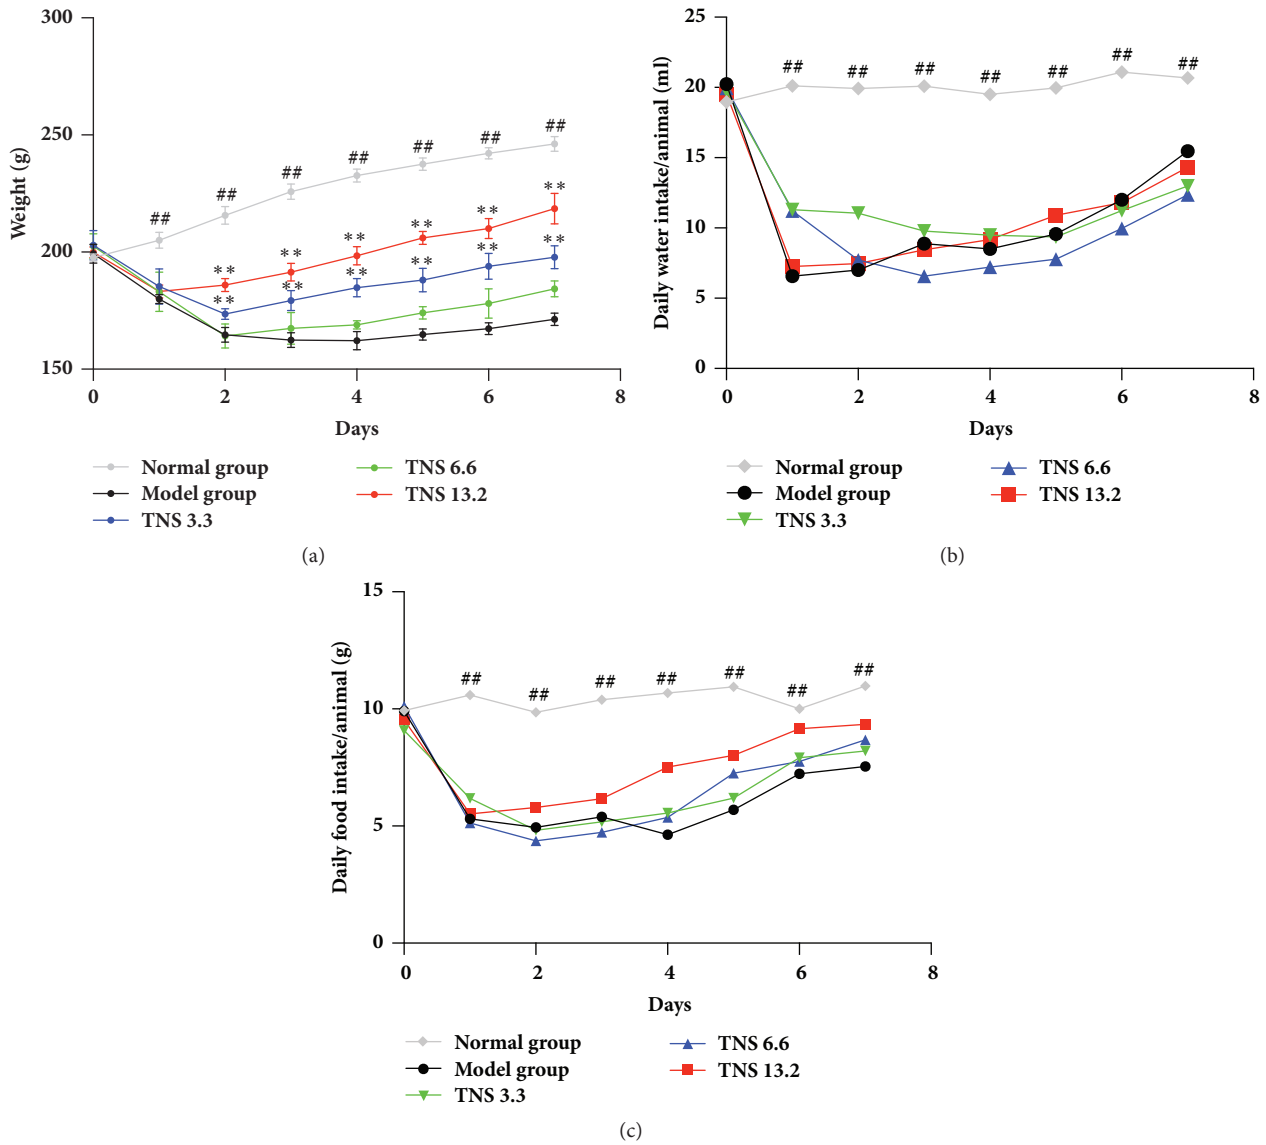 300
250
200
150
Weight (g)
## ## ## ## ## ## ##
** ** ** ** ** **
** ** ** ** ** **
0 2 4 6 8
Days
Normal group
Model group
TNS 3.3
TNS 6.6
TNS 13.2
(a)
25
20
15
10
5
0
Daily water intake/animal (ml)
## ## ## ## ## ## ##
0 2 4 6 8
Days
Normal group
Model group
TNS 3.3
TNS 6.6
TNS 13.2
(b)
15
10
5
0
Daily food intake/animal (g)
## ## ## ## ## ## ##
0 2 4 6 8
Days
Normal group
Model group
TNS 3.3
TNS 6.6
TNS 13.2
(c)